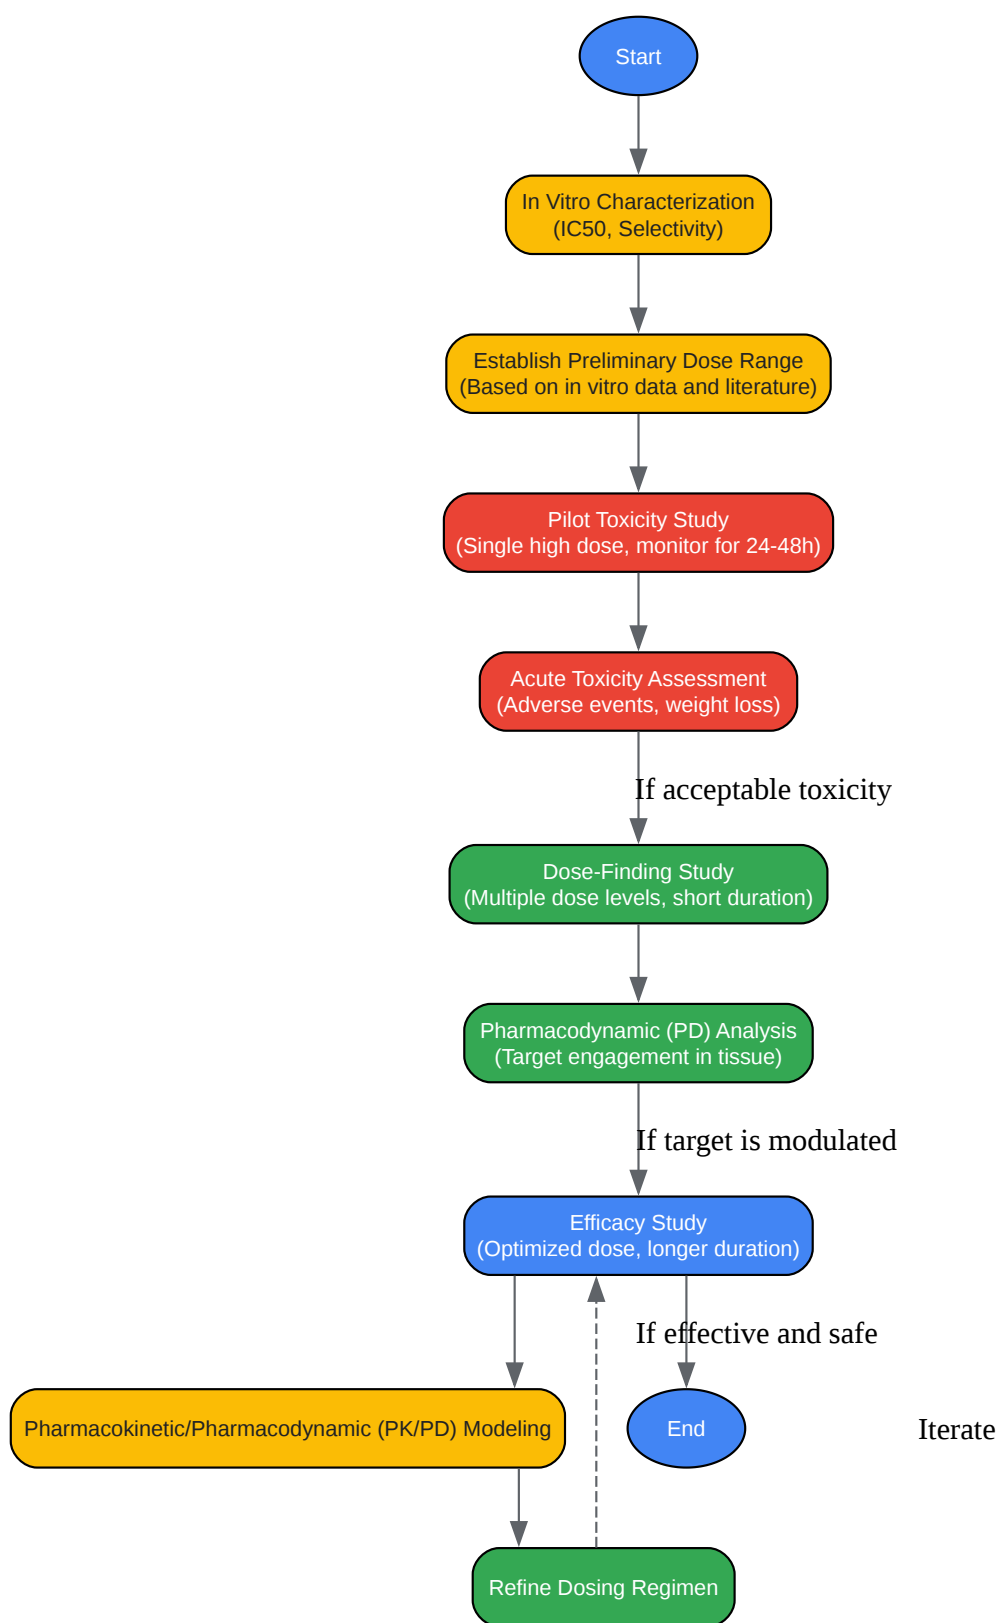 Start
In Vitro Characterization
(IC50, Selectivity)
Establish Preliminary Dose Range
(Based on in vitro data and literature)
Pilot Toxicity Study
(Single high dose, monitor for 24-48h)
Acute Toxicity Assessment
(Adverse events, weight loss)
If acceptable toxicity
Dose-Finding Study
(Multiple dose levels, short duration)
Pharmacodynamic (PD) Analysis
(Target engagement in tissue)
If target is modulated
Efficacy Study
(Optimized dose, longer duration)
If effective and safe
Pharmacokinetic/Pharmacodynamic (PK/PD) Modeling
End
Iterate
Refine Dosing Regimen